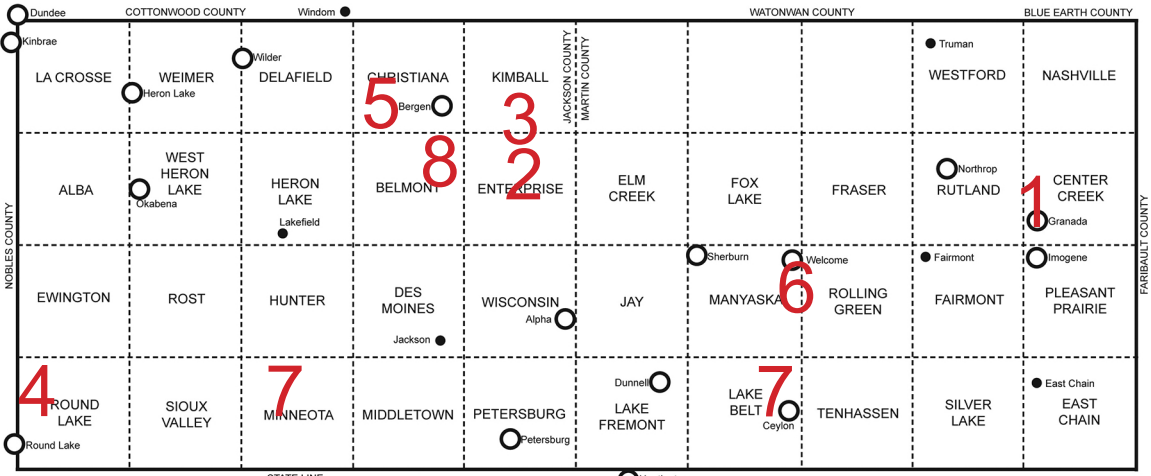 Dundee
COTTONWOOD COUNTY
Windom
WATONWAN COUNTY
BLUE EARTH COUNTY
Kinbrae
Wilder
JACKSON COUNTY
MARTIN COUNTY
Truman
LA CROSSE
WEIMER
DELAFIELD
CHRISTIANA
KIMBALL
WESTFORD
NASHVILLE
Heron Lake
5
Bergen
3
ALBA
WEST
HERON
LAKE
HERON
LAKE
BELMONT
8
ENTERPRISE
2
ELM
CREEK
FOX
LAKE
FRASER
Northrop
RUTLAND
CENTER
CREEK
1
Okabena
Lakefield
Granada
NOBLES COUNTY
FARIBAULT COUNTY
Sherburn
Welcome
Fairmont
Imogene
EWINGTON
ROST
HUNTER
DES
MOINES
WISCONSIN
JAY
MANYASKA
6
ROLLING
GREEN
FAIRMONT
PLEASANT
PRAIRIE
Alpha
Jackson
4
7
Dunnell
7
East Chain
ROUND
LAKE
SIOUX
VALLEY
MINNEOTA
MIDDLETOWN
PETERSBURG
LAKE
FREMONT
LAKE
BELT
TENHASSEN
SILVER
LAKE
EAST
CHAIN
Ceylon
Round Lake
Petersburg
STATE LINE